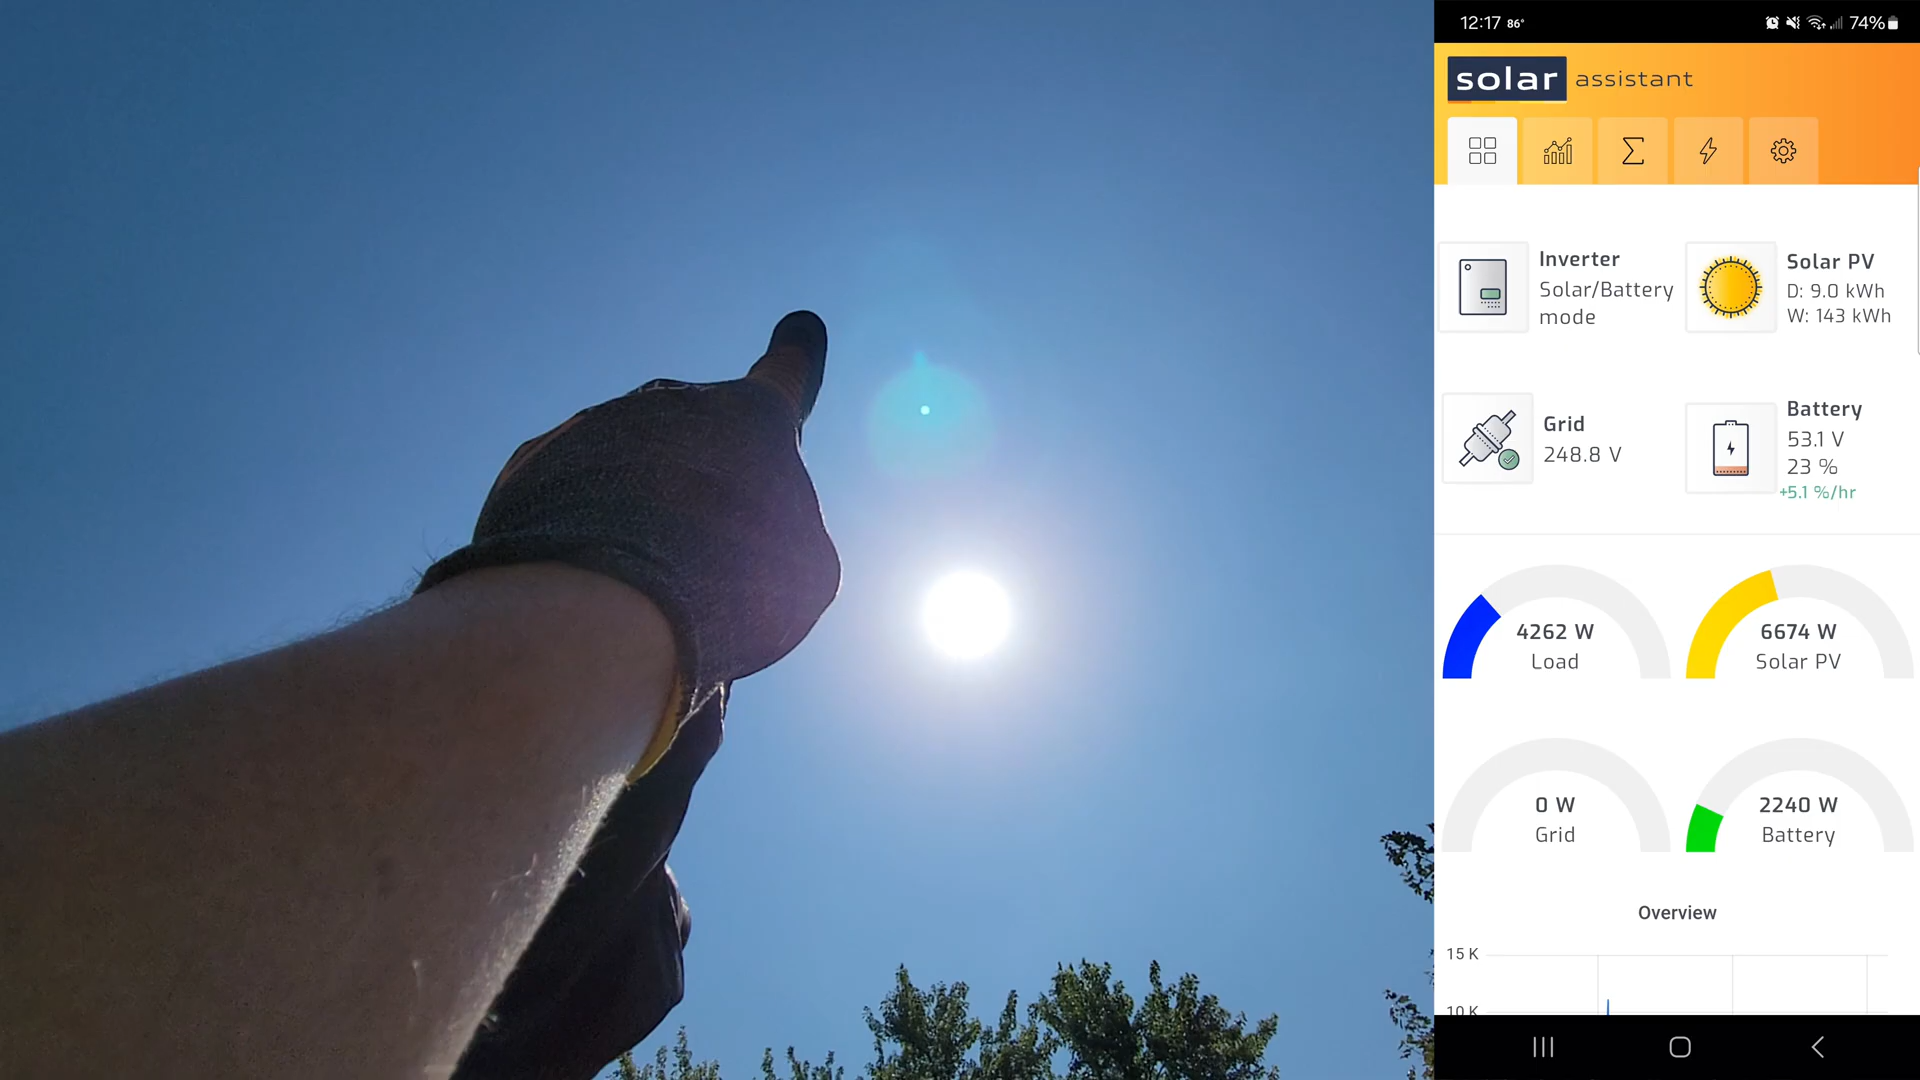 12:17 86°
74%
solar assistant
Inverter
Solar/Battery
mode
Solar PV
D: 9.0 kWh
W: 143 kWh
Grid
248.8 V
Battery
53.1 V
23 %
+5.1 %/hr
4262 W
Load
6674 W
Solar PV
0 W
Grid
2240 W
Battery
Overview
15 K
10 K